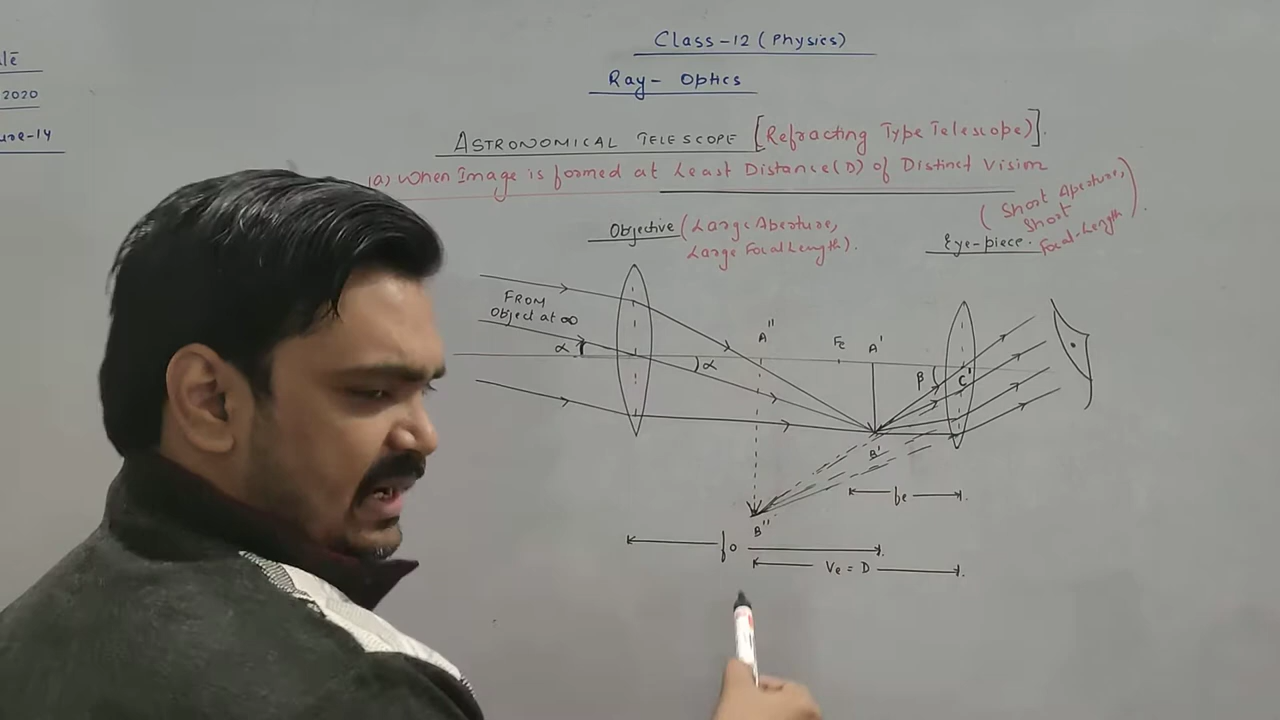 2020
Class-12 (Physics)
Ray- Optics
ASTRONOMICAL TELESCOPE [Refracting Type Telescope)].
(a) When Image is formed at Least Distance(D) of Distinct Vision
Objective (Large Aperture,
Large Focal Length).
(Short Aperture,
Short
Focal-Length)
Eye-piece.
FROM
Object at ∞
α
α
A"
Fe
A'
β
C'
B'
B"
fe
fo
Ve = D